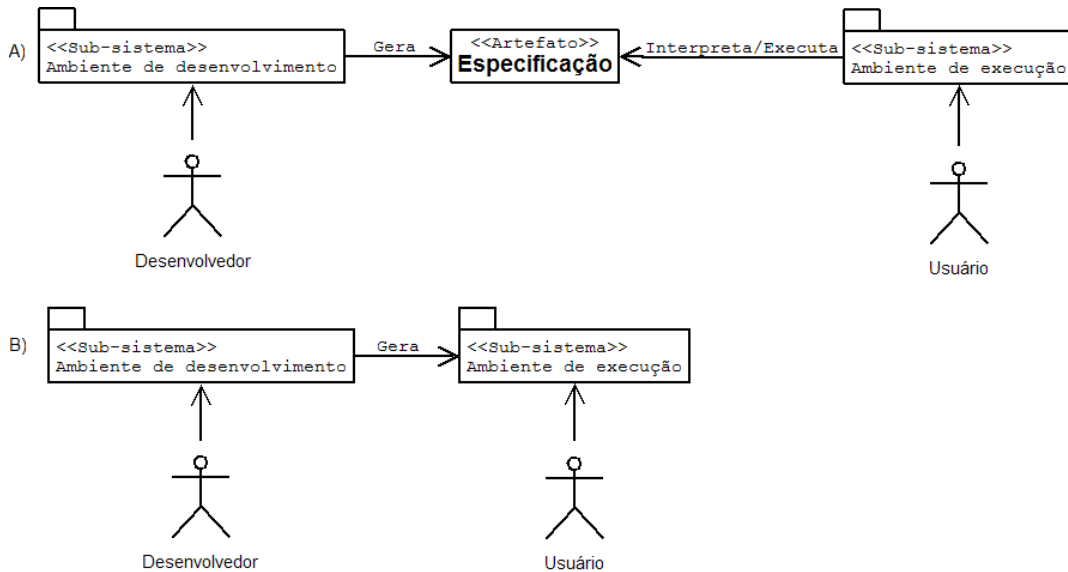 A)
<<Sub-sistema>>
Ambiente de desenvolvimento
Gera
<<Artefato>>
Especificação
Interpreta/Executa
<<Sub-sistema>>
Ambiente de execução
Desenvolvedor
Usuário
B)
<<Sub-sistema>>
Ambiente de desenvolvimento
Gera
<<Sub-sistema>>
Ambiente de execução
Desenvolvedor
Usuário